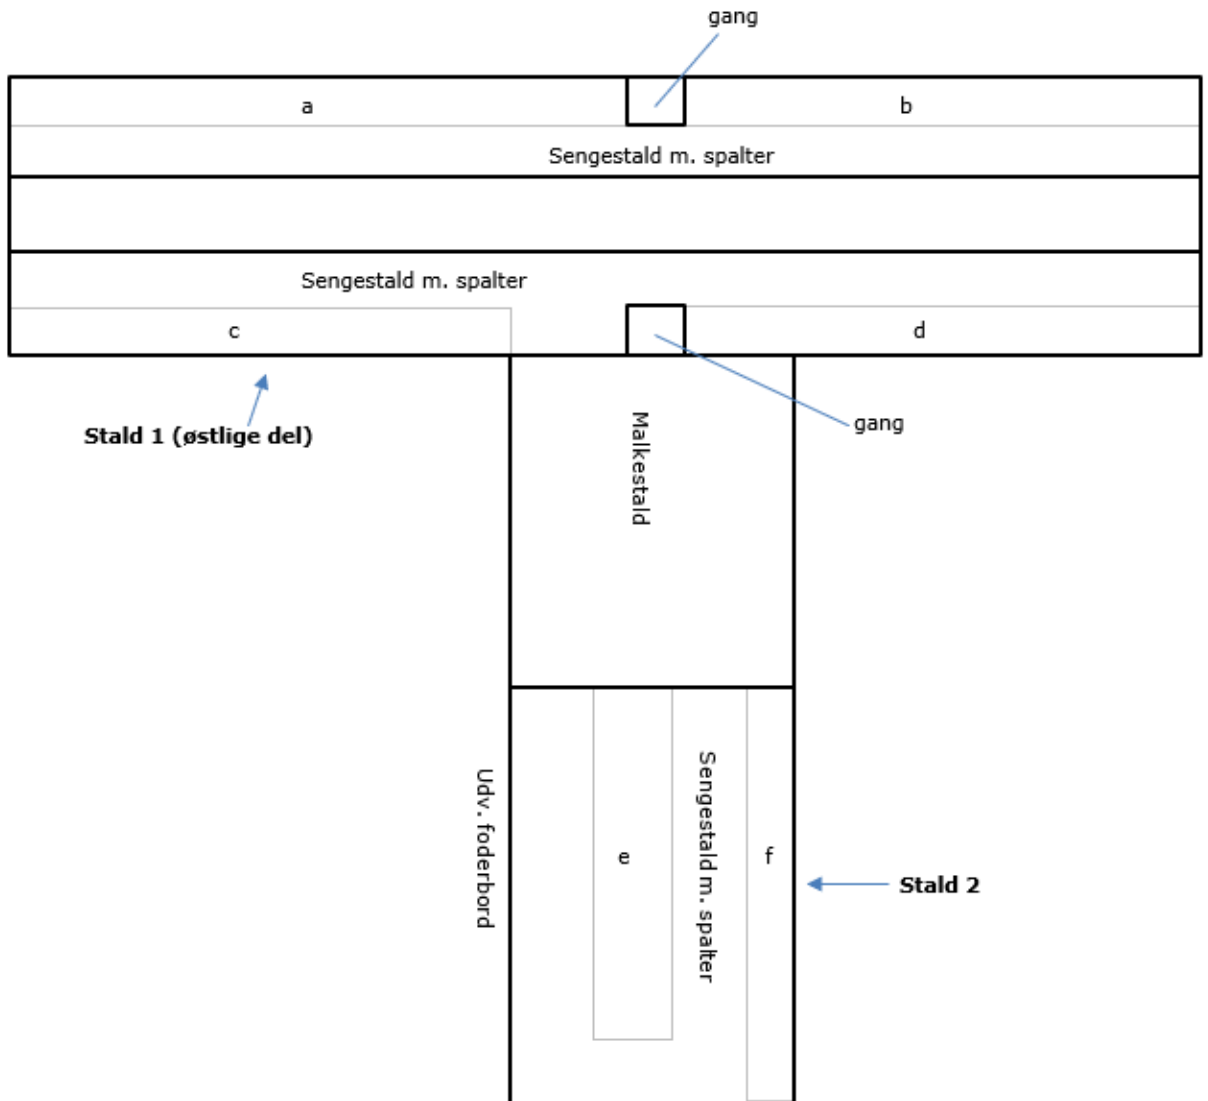 gang
a
b
Sengestald m. spalter
Sengestald m. spalter
c
d
Stald 1 (østlige del)
gang
Malkestald
Udv. foderbord
Sengestald m. spalter
e
f
Stald 2